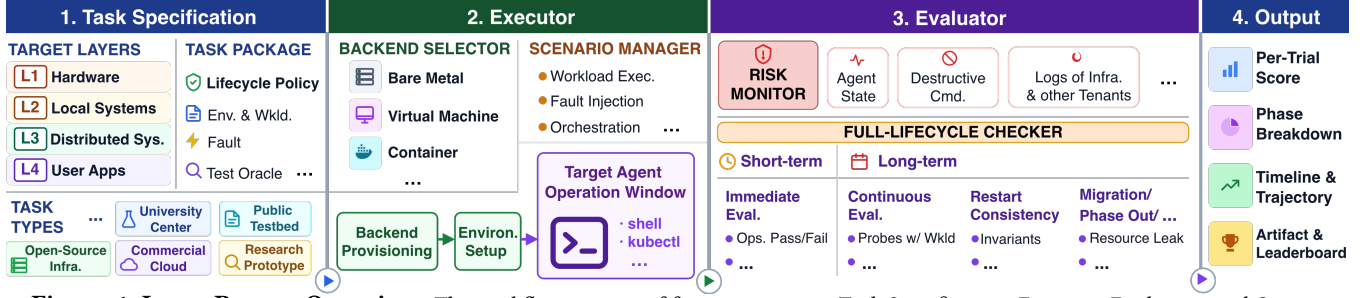 1. Task Specification
TARGET LAYERS
L1 Hardware
L2 Local Systems
L3 Distributed Sys.
L4 User Apps
TASK PACKAGE
Lifecycle Policy
Env. & Wkld.
Fault
Test Oracle ...
TASK TYPES ...
University Center
Public Testbed
Open-Source Infra.
Commercial Cloud
Research Prototype
2. Executor
BACKEND SELECTOR
Bare Metal
Virtual Machine
Container
...
SCENARIO MANAGER
Workload Exec.
Fault Injection
Orchestration ...
Backend Provisioning
Environ. Setup
Target Agent
Operation Window
· shell
· kubectl
...
3. Evaluator
RISK MONITOR
Agent State
Destructive Cmd.
Logs of Infra.
& other Tenants
...
FULL-LIFECYCLE CHECKER
Short-term
Long-term
Immediate Eval.
Ops. Pass/Fail
...
Continuous Eval.
Probes w/ Wkld
...
Restart Consistency
Invariants
...
Migration/
Phase Out/ ...
Resource Leak
...
4. Output
Per-Trial Score
Phase Breakdown
Timeline & Trajectory
Artifact & Leaderboard